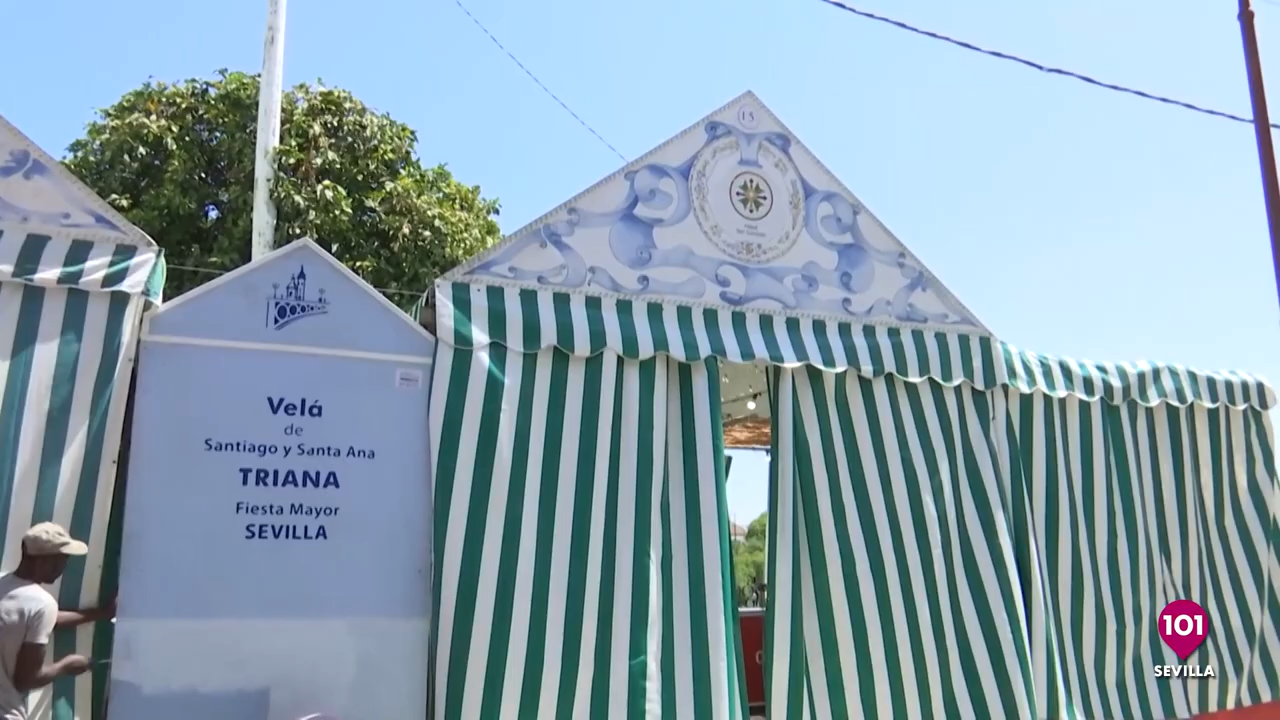 15
Velá
de
Santiago y Santa Ana
TRIANA
Fiesta Mayor
SEVILLA
101
SEVILLA